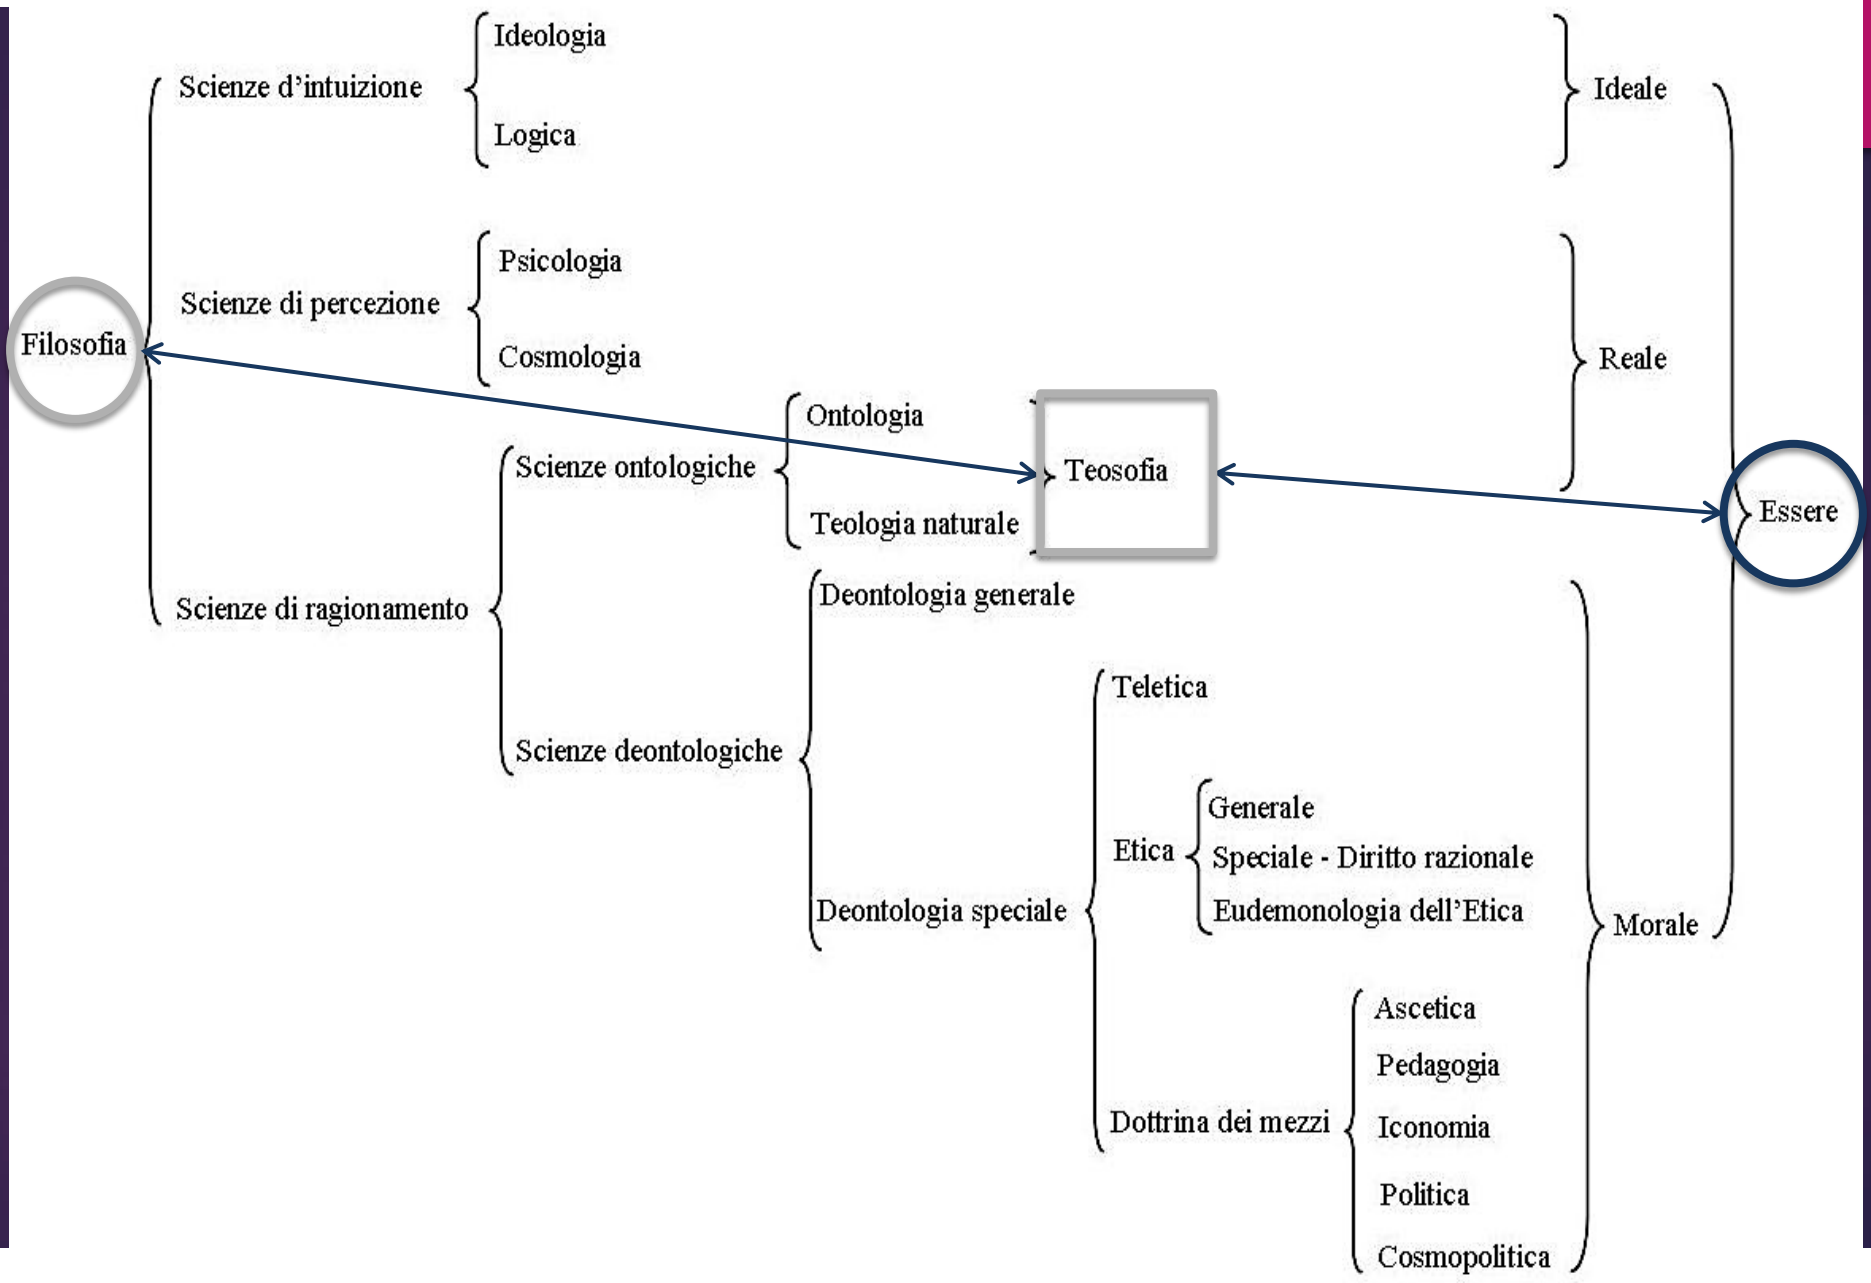 Ideologia
Scienze d’intuizione
Ideale
Logica
Psicologia
Scienze di percezione
Filosofia
Cosmologia
Reale
Ontologia
Scienze ontologiche
Teosofia
Teologia naturale
Essere
Deontologia generale
Scienze di ragionamento
Teletica
Scienze deontologiche
Generale
Etica
Speciale - Diritto razionale
Deontologia speciale
Eudemonologia dell’Etica
Morale
Ascetica
Pedagogia
Dottrina dei mezzi
Iconomia
Politica
Cosmopolitica